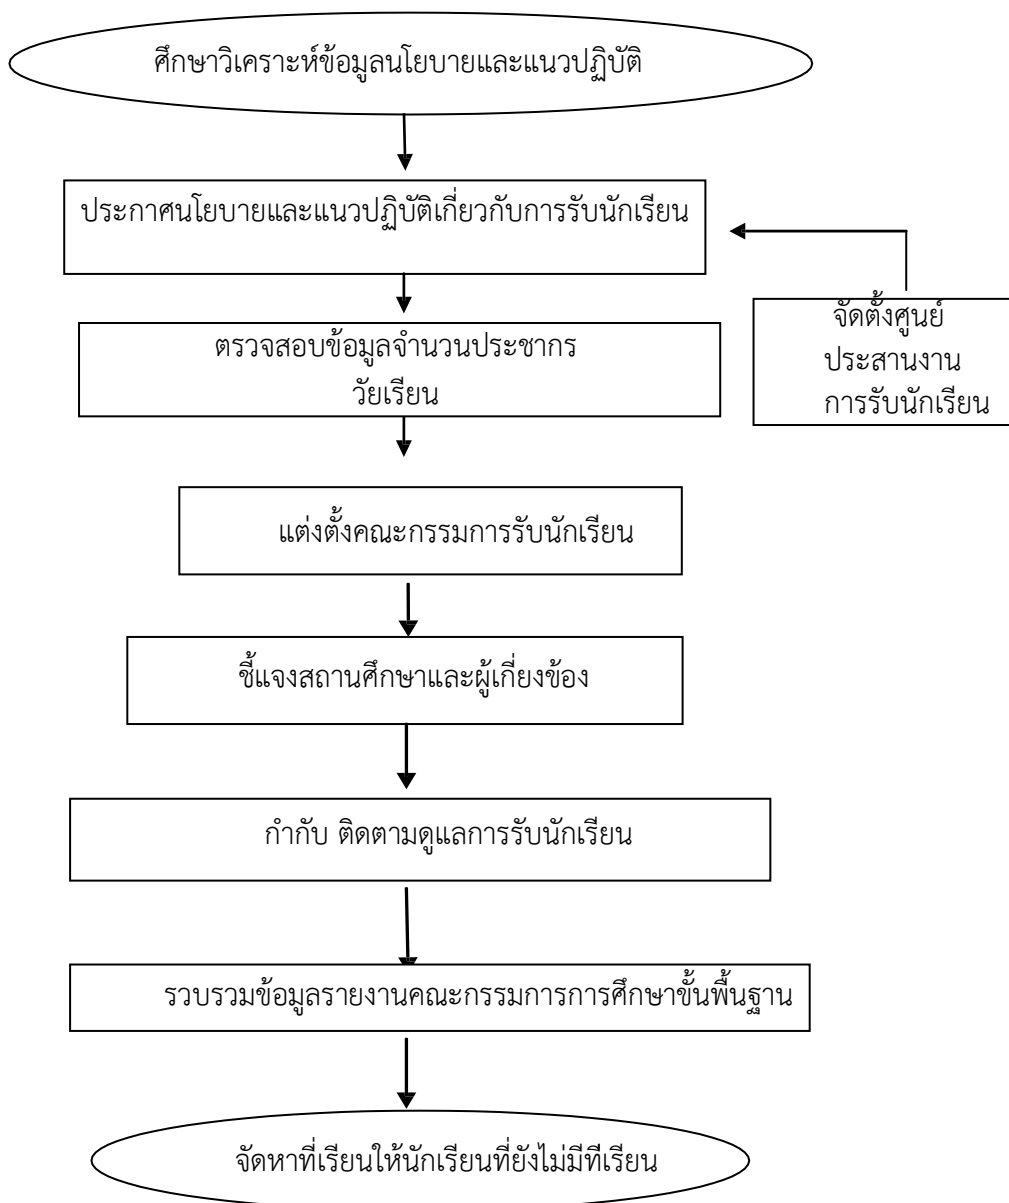 ศึกษาวิเคราะห์ข้อมูลนโยบายและแนวปฏิบัติ
ประกาศนโยบายและแนวปฏิบัติเกี่ยวกับการรับนักเรียน
จัดตั้งศูนย์
ประสานงาน
การรับนักเรียน
ตรวจสอบข้อมูลจำนวนประชากร
วัยเรียน
แต่งตั้งคณะกรรมการรับนักเรียน
ชี้แจงสถานศึกษาและผู้เกี่ยงข้อง
กำกับ ติดตามดูแลการรับนักเรียน
รวบรวมข้อมูลรายงานคณะกรรมการการศึกษาขั้นพื้นฐาน
จัดหาที่เรียนให้นักเรียนที่ยังไม่มีทีเรียน